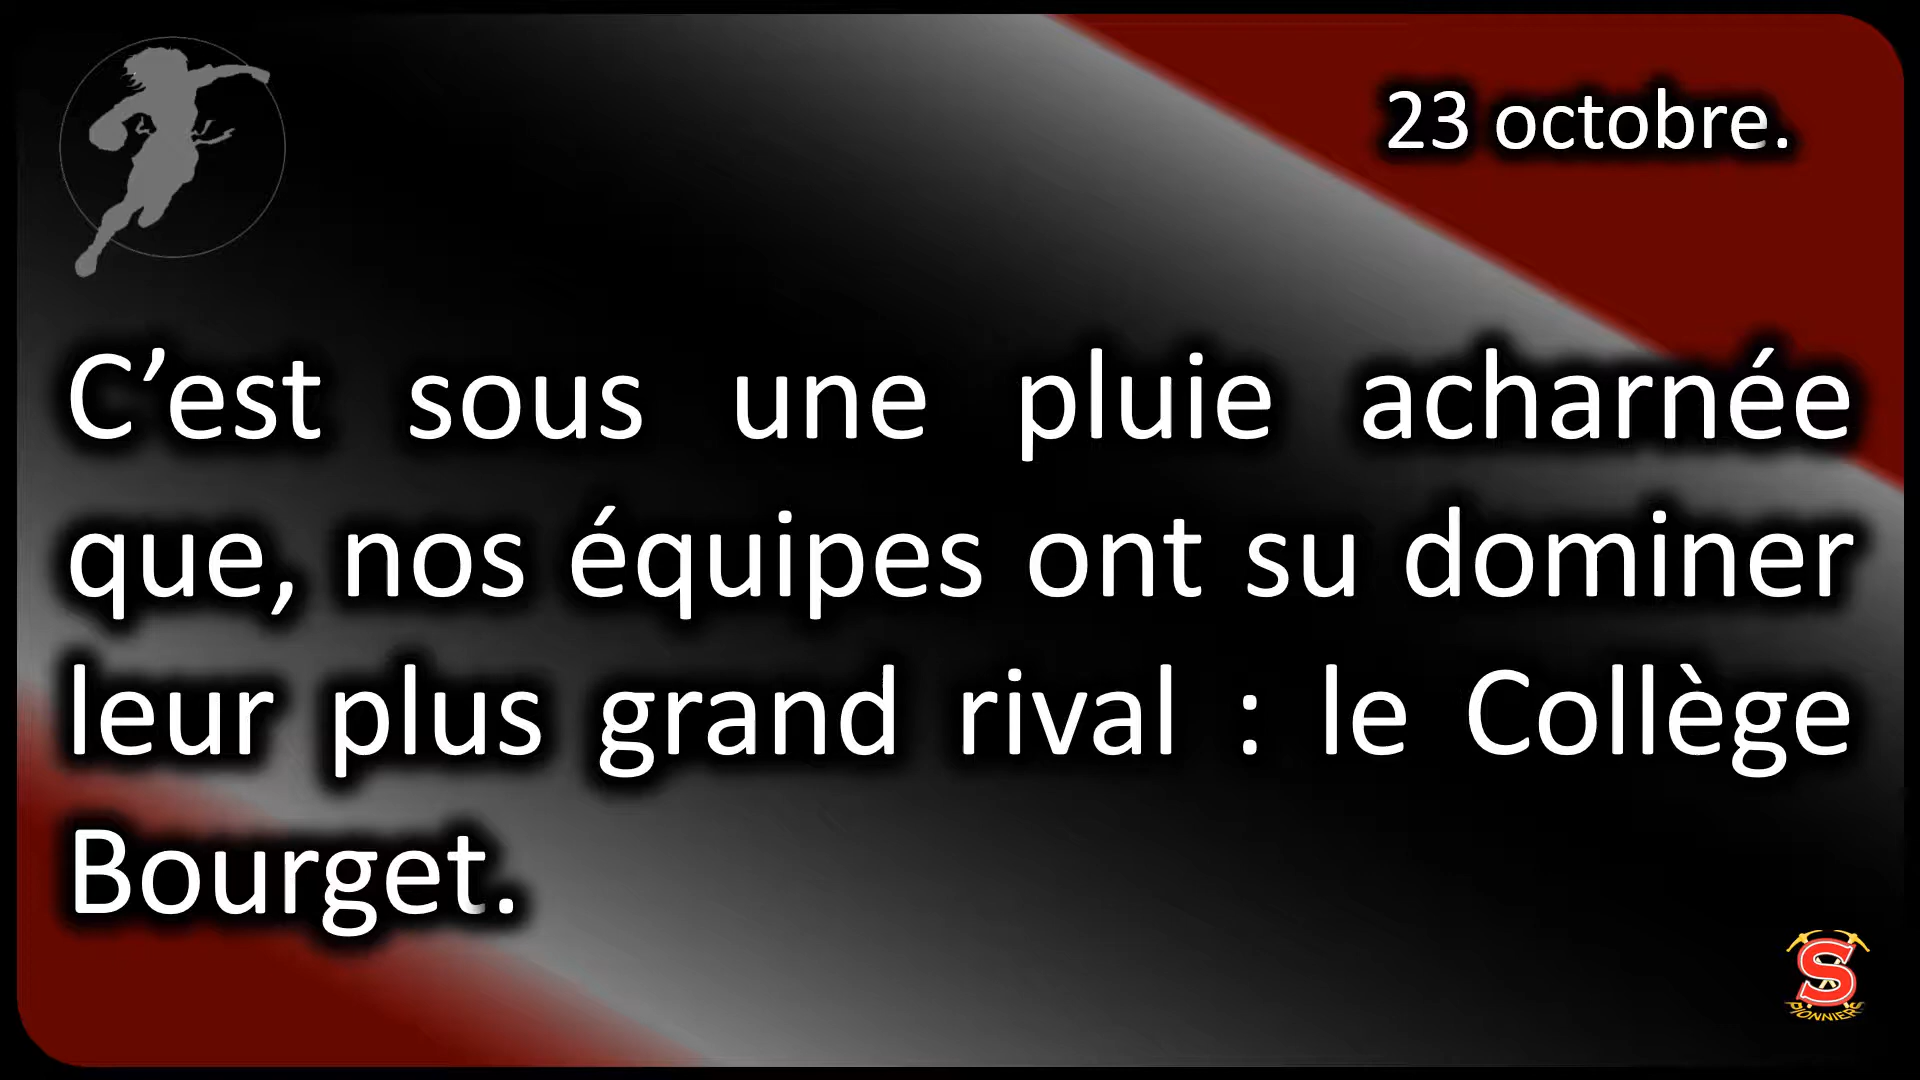 23 octobre.
C’est sous une pluie acharnée
que, nos équipes ont su dominer
leur plus grand rival : le Collège
Bourget.
S
PIONNIERS